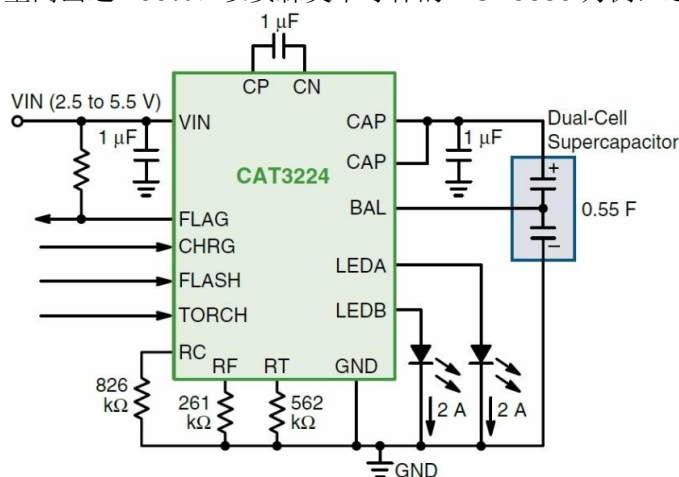 1 µF
CP CN
VIN (2.5 to 5.5 V)
VIN
1 µF
CAP
1 µF
Dual-Cell
Supercapacitor
CAT3224
CAP
+
BAL
0.55 F
FLAG
–
CHRG
LEDA
FLASH
LEDB
TORCH
RC
RF RT GND
826
kΩ
261
kΩ
562
kΩ
2 A
2 A
GND